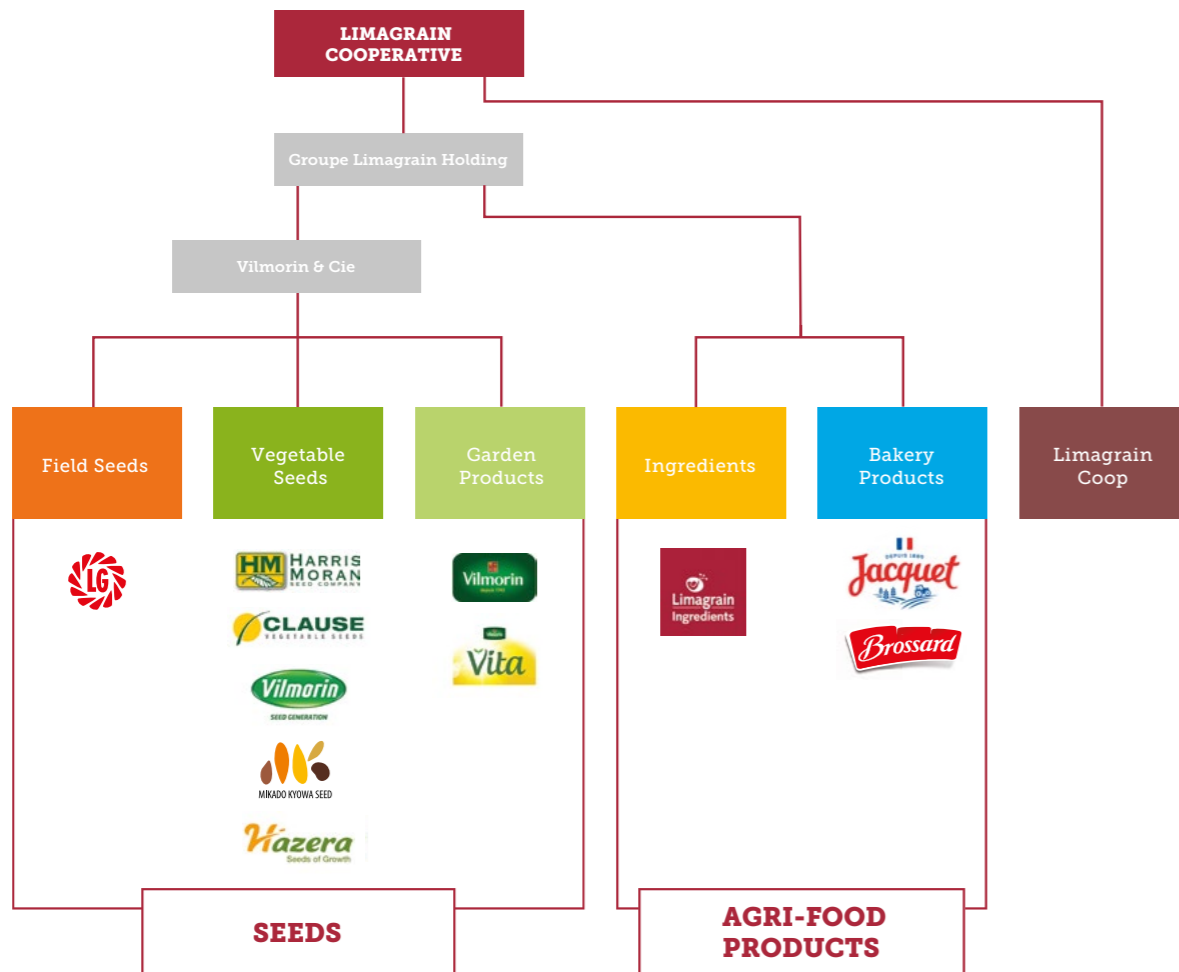 LIMAGRAIN
COOPERATIVE
Groupe Limagrain Holding
Vilmorin & Cie
Field Seeds
Vegetable
Seeds
Garden
Products
Ingredients
Bakery
Products
Limagrain
Coop
LG
HM HARRIS
MORAN
SEED COMPANY
CLAUSE
VEGETABLE SEEDS
Vilmorin
SEED GENERATION
MIKADO KYOWA SEED
Hazera
Seeds of Growth
Vilmorin
Vita
Limagrain
Ingredients
DEPUIS 1885
Jacquet
Brossard
SEEDS
AGRI-FOOD
PRODUCTS